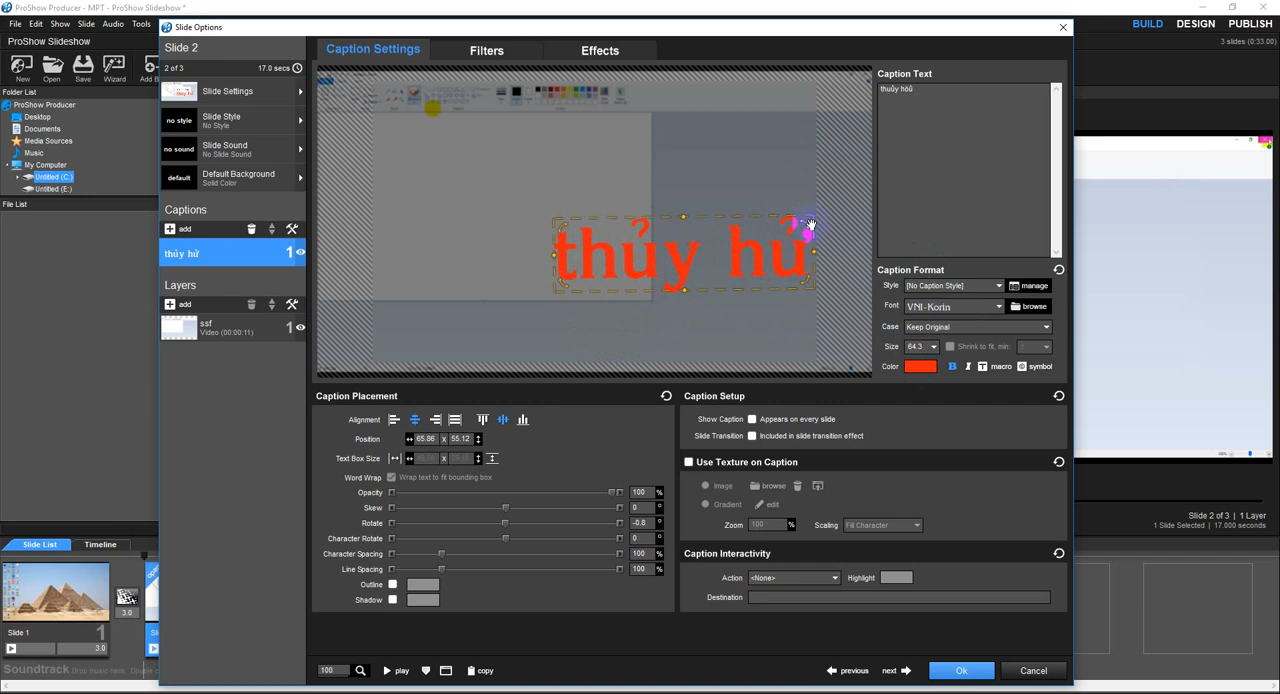 ProShow Producer - MPT - ProShow Slideshow *
File Edit Show Slide Audio Tools
BUILD DESIGN PUBLISH
ProShow Slideshow
3 slides (0:33.00)
New Open Save Wizard Add B
Folder List
ProShow Producer
Desktop
Documents
Media Sources
Music
My Computer
Untitled (C:)
Untitled (E:)
File List
Slide Options
Slide 2
2 of 3 17.0 secs
Slide Settings
no style Slide Style
No Style
no sound Slide Sound
No Slide Sound
default Default Background
Solid Color
Captions
add
thủy hử 1
Layers
add
ssf
Video (00:00:11) 1
Caption Settings Filters Effects
thủy hử
Caption Text
thuûy höû
Caption Format
Style [No Caption Style] manage
Font VNI-Korin browse
Case Keep Original
Size 64.3 Shrink to fit, min:
Color B I T macro symbol
Caption Placement
Alignment
Position 65.86 x 55.12
Text Box Size x
Word Wrap Wrap text to fit bounding box
Opacity 100 %
Skew 0 °
Rotate -0.8 °
Character Rotate 0 °
Character Spacing 100 %
Line Spacing 100 %
Outline
Shadow
Caption Setup
Show Caption Appears on every slide
Slide Transition Included in slide transition effect
Use Texture on Caption
Image browse
Gradient edit
Zoom 100 % Scaling Fill Character
Caption Interactivity
Action <None> Highlight
Destination
100 play copy previous next Ok Cancel
Slide 2 of 3 | 1 Layer
1 Slide Selected | 17.000 seconds
Slide List Timeline
Slide 1 1
3.0
3.0
Soundtrack Drop music here. Double c